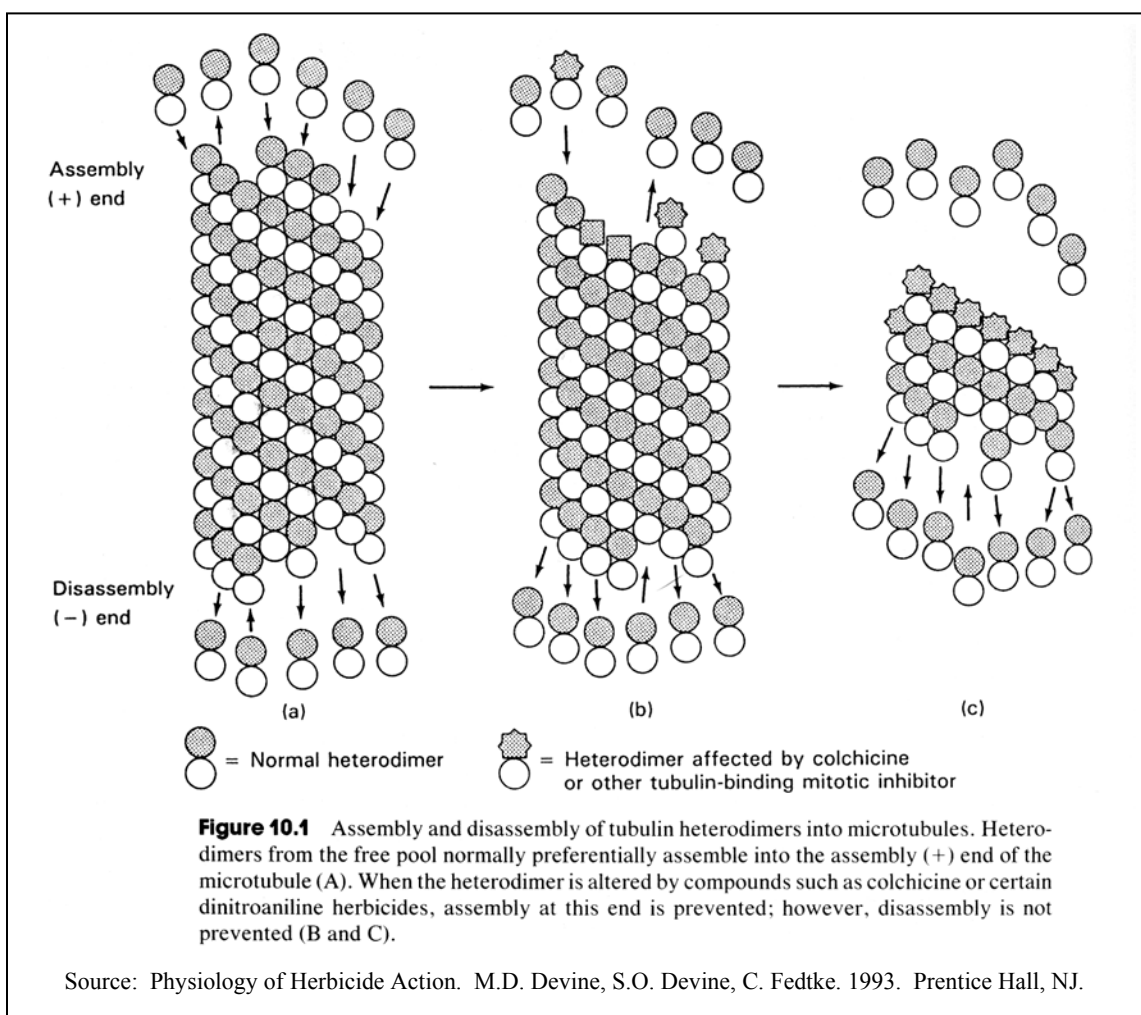 Assembly
(+) end
Disassembly
(−) end
(a)
(b)
(c)
= Normal heterodimer
= Heterodimer affected by colchicine
or other tubulin-binding mitotic inhibitor
Figure 10.1 Assembly and disassembly of tubulin heterodimers into microtubules. Hetero-
dimers from the free pool normally preferentially assemble into the assembly (+) end of the
microtubule (A). When the heterodimer is altered by compounds such as colchicine or certain
dinitroaniline herbicides, assembly at this end is prevented; however, disassembly is not
prevented (B and C).
Source: Physiology of Herbicide Action. M.D. Devine, S.O. Devine, C. Fedtke. 1993. Prentice Hall, NJ.